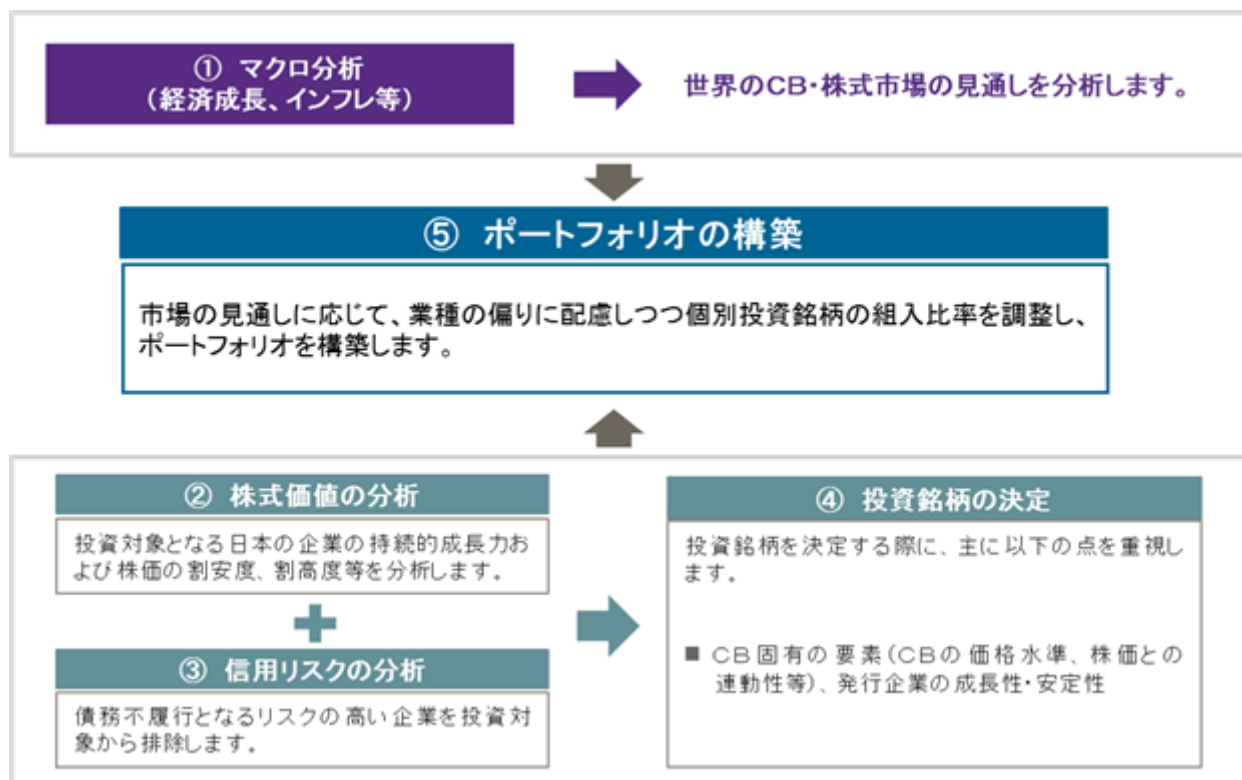 ① マクロ分析
（経済成長、インフレ等）
世界のCB・株式市場の見通しを分析します。
⑤ ポートフォリオの構築
市場の見通しに応じて、業種の偏りに配慮しつつ個別投資銘柄の組入比率を調整し、
ポートフォリオを構築します。
② 株式価値の分析
投資対象となる日本の企業の持続的成長力お
よび株価の割安度、割高度等を分析します。
③ 信用リスクの分析
債務不履行となるリスクの高い企業を投資対
象から排除します。
④ 投資銘柄の決定
投資銘柄を決定する際に、主に以下の点を重視し
ます。
■ CB固有の要素（CBの価格水準、株価との
連動性等）、発行企業の成長性・安定性